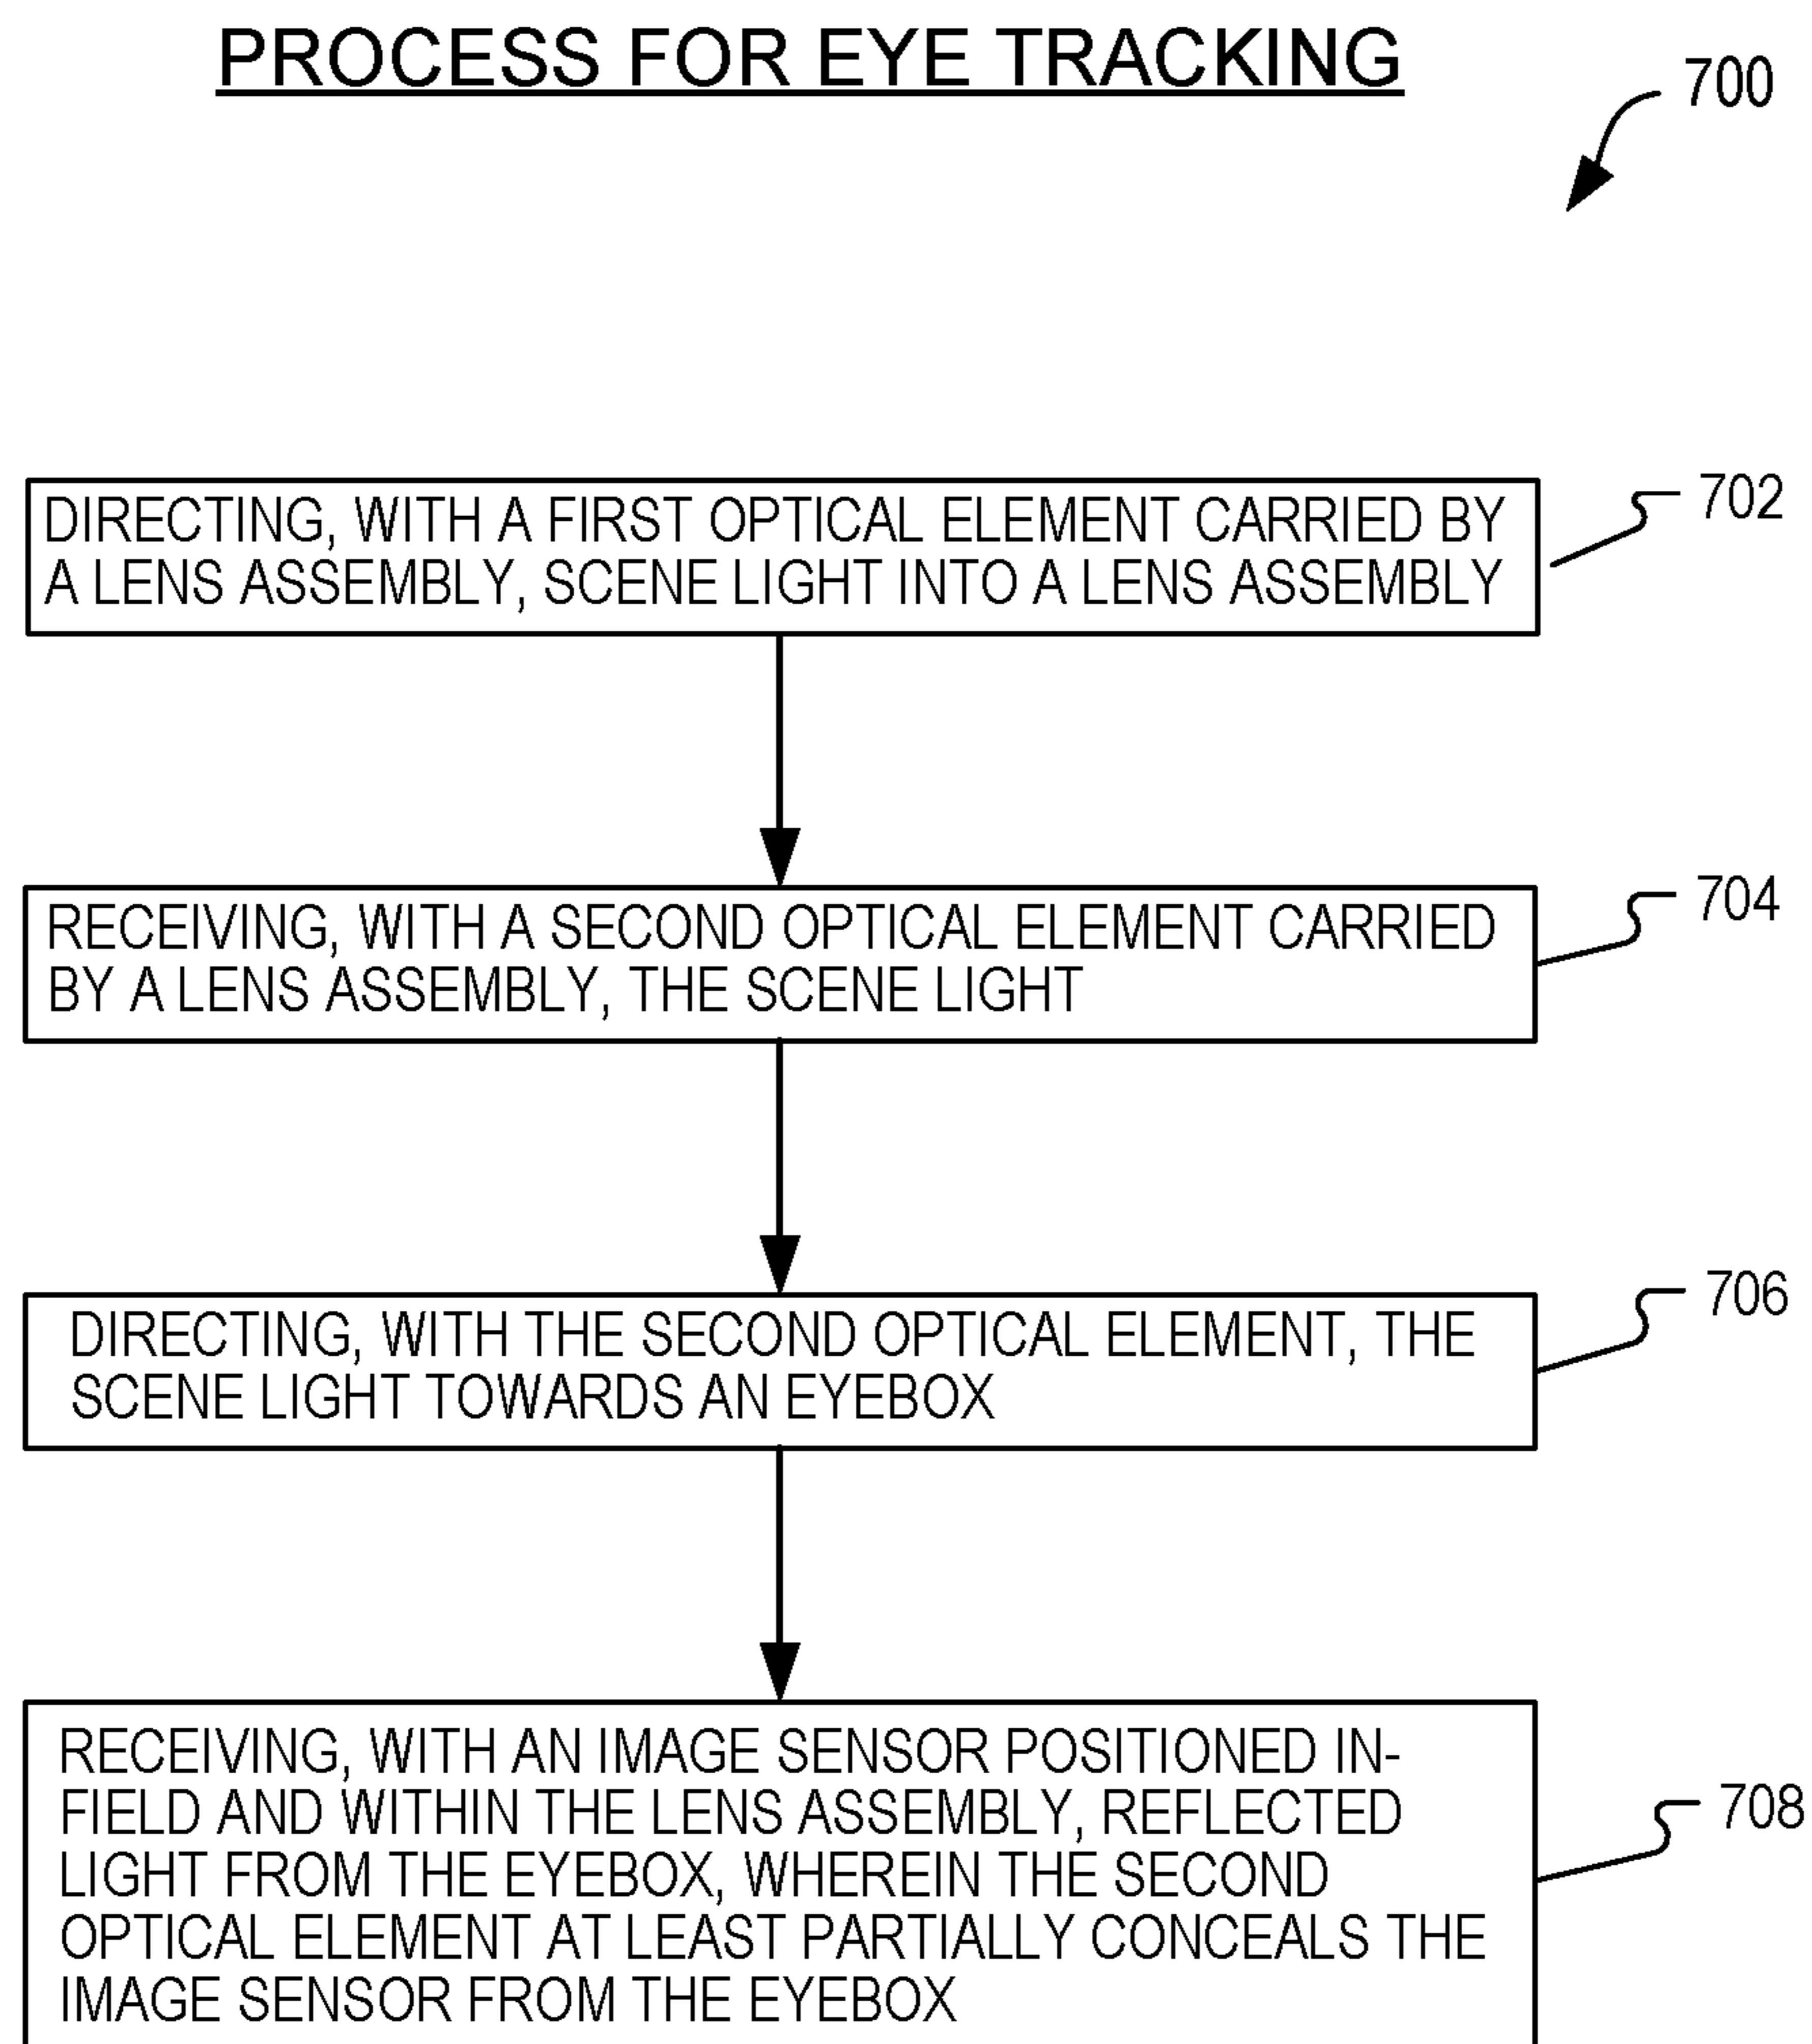 PROCESS FOR EYE TRACKING
700
DIRECTING, WITH A FIRST OPTICAL ELEMENT CARRIED BY
A LENS ASSEMBLY, SCENE LIGHT INTO A LENS ASSEMBLY
702
RECEIVING, WITH A SECOND OPTICAL ELEMENT CARRIED
BY A LENS ASSEMBLY, THE SCENE LIGHT
704
DIRECTING, WITH THE SECOND OPTICAL ELEMENT, THE
SCENE LIGHT TOWARDS AN EYEBOX
706
RECEIVING, WITH AN IMAGE SENSOR POSITIONED IN-
FIELD AND WITHIN THE LENS ASSEMBLY, REFLECTED
LIGHT FROM THE EYEBOX, WHEREIN THE SECOND
OPTICAL ELEMENT AT LEAST PARTIALLY CONCEALS THE
IMAGE SENSOR FROM THE EYEBOX
708